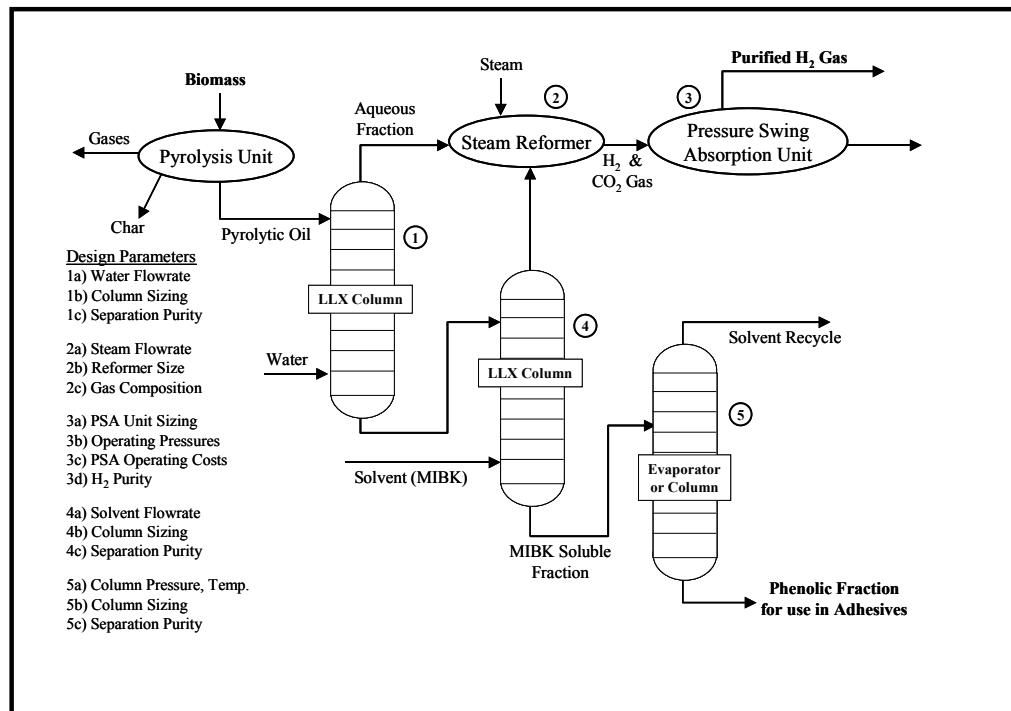 Purified H2 Gas
Steam
Biomass
2
3
Aqueous
Fraction
Gases
Pyrolysis Unit
Steam Reformer
Pressure Swing
Absorption Unit
H2 &
CO2 Gas
Char
Pyrolytic Oil
1
Design Parameters
1a) Water Flowrate
1b) Column Sizing
1c) Separation Purity
2a) Steam Flowrate
2b) Reformer Size
2c) Gas Composition
3a) PSA Unit Sizing
3b) Operating Pressures
3c) PSA Operating Costs
3d) H2 Purity
4a) Solvent Flowrate
4b) Column Sizing
4c) Separation Purity
5a) Column Pressure, Temp.
5b) Column Sizing
5c) Separation Purity
LLX Column
Water
4
LLX Column
Solvent (MIBK)
MIBK Soluble
Fraction
Solvent Recycle
5
Evaporator
or Column
Phenolic Fraction
for use in Adhesives